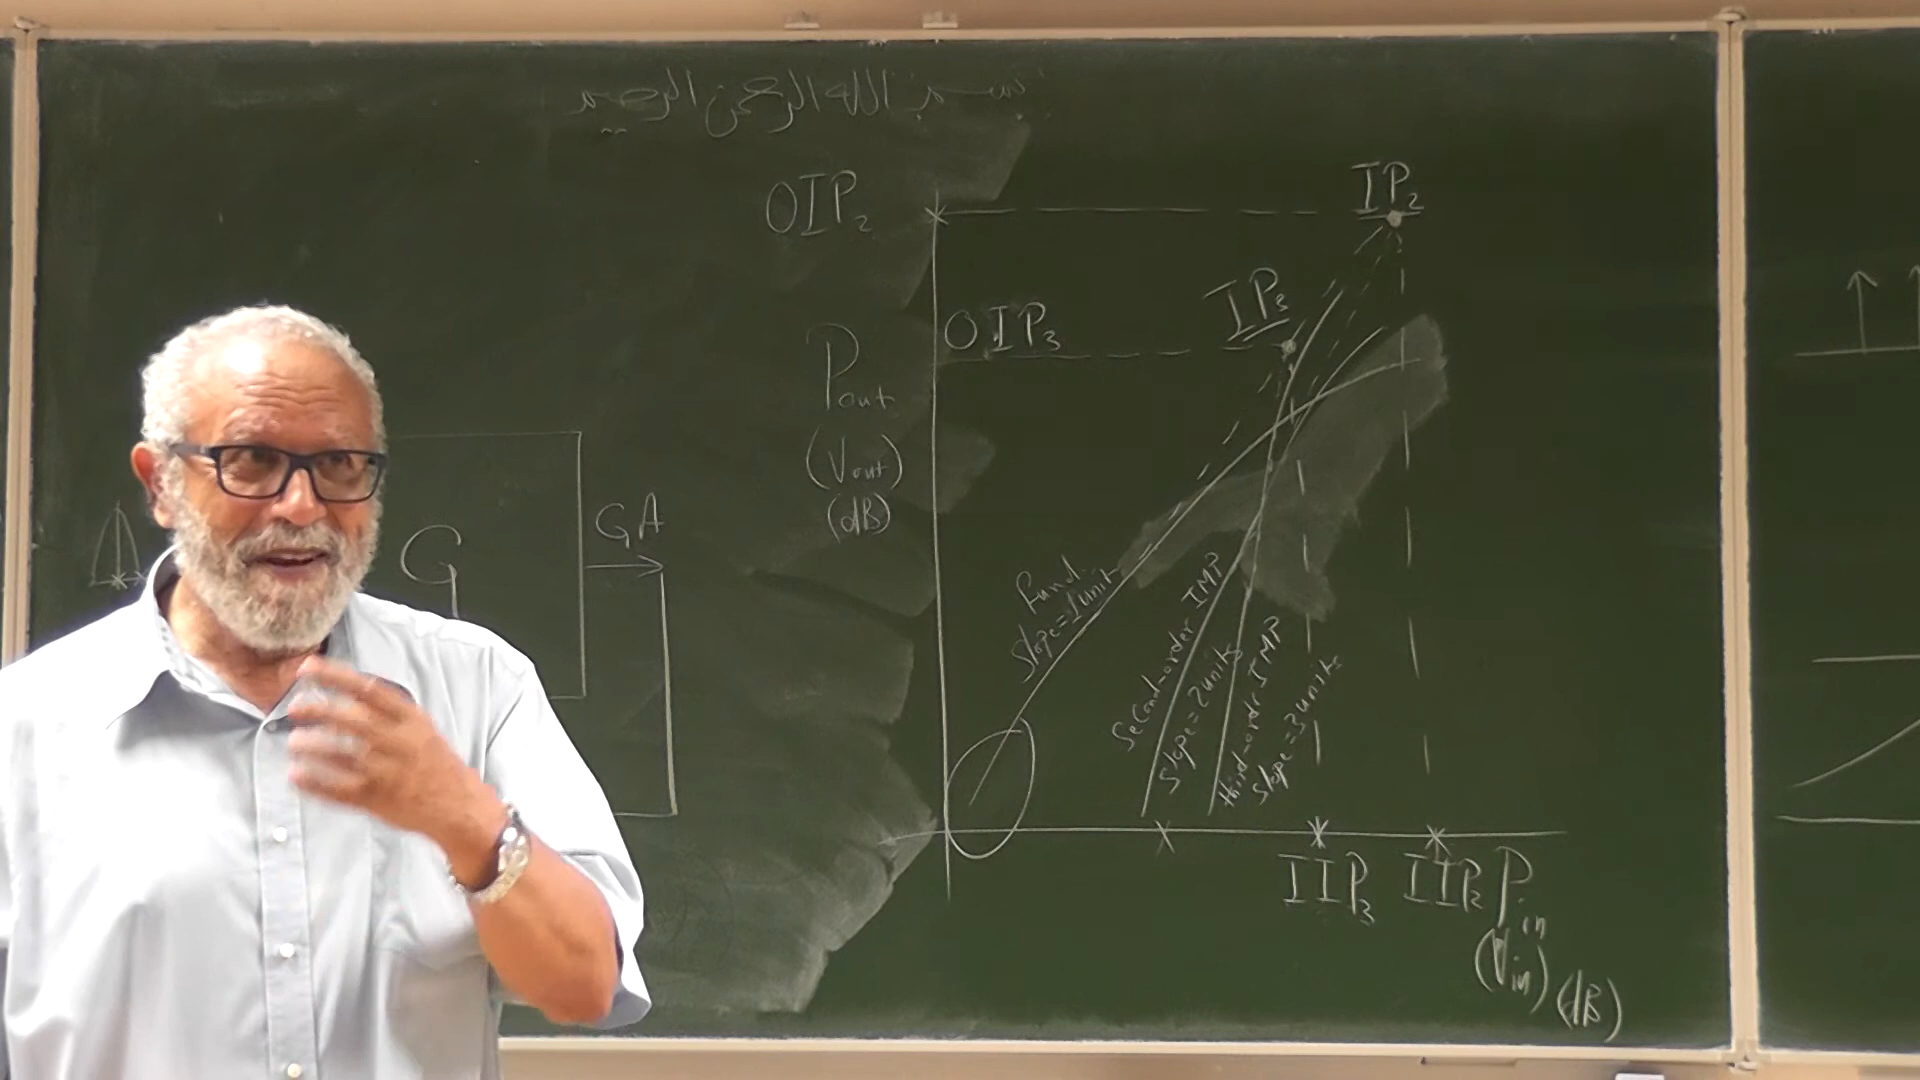 بسم الله الرحمن الرحيم
OIP₂
IP₂
OIP₃
IP₃
Pout
(Vout)
(dB)
G
GA
Fund.
Slope=1unit
Second-order IMP
Slope=2units
third-order IMP
Slope=3units
IIP₃
IIP₂
Pin
(Vin)
(dB)